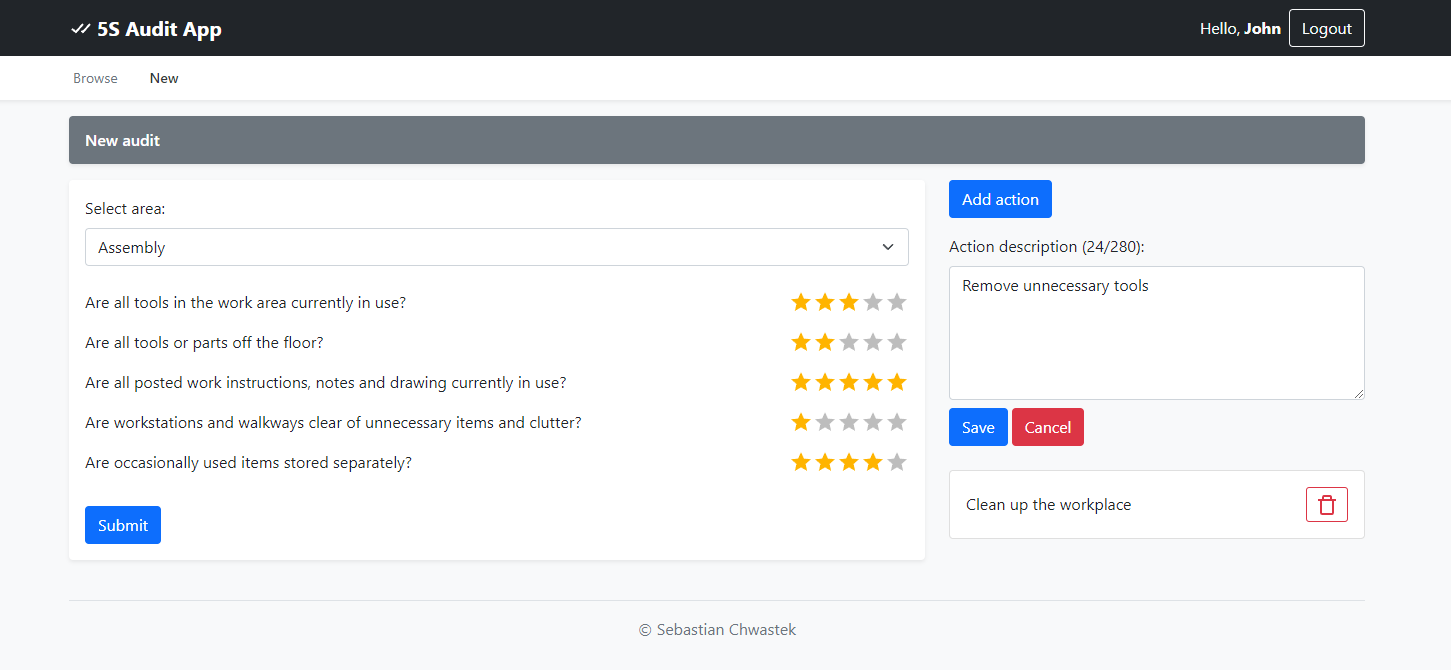 5S Audit App
Hello, John
Logout
Browse
New
New audit
Select area:
Assembly
Are all tools in the work area currently in use?
Are all tools or parts off the floor?
Are all posted work instructions, notes and drawing currently in use?
Are workstations and walkways clear of unnecessary items and clutter?
Are occasionally used items stored separately?
Submit
Add action
Action description (24/280):
Remove unnecessary tools
Save
Cancel
Clean up the workplace
© Sebastian Chwastek